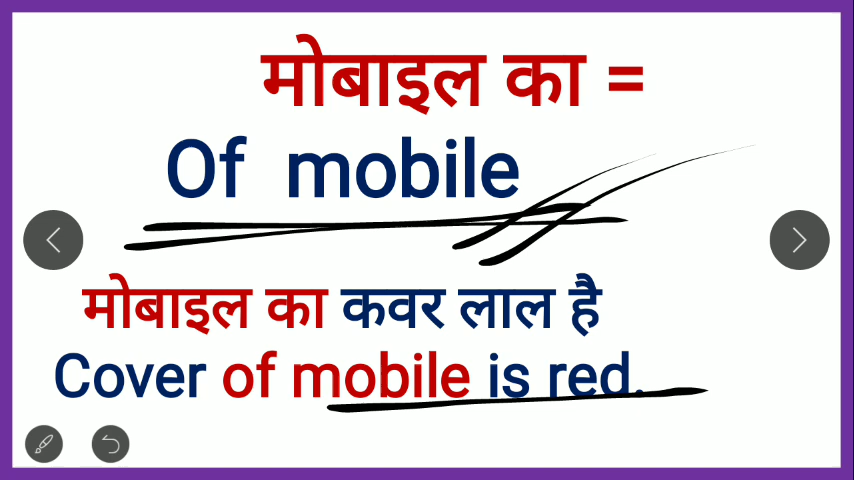 मोबाइल का =
Of mobile
मोबाइल का कवर लाल है
Cover of mobile is red.